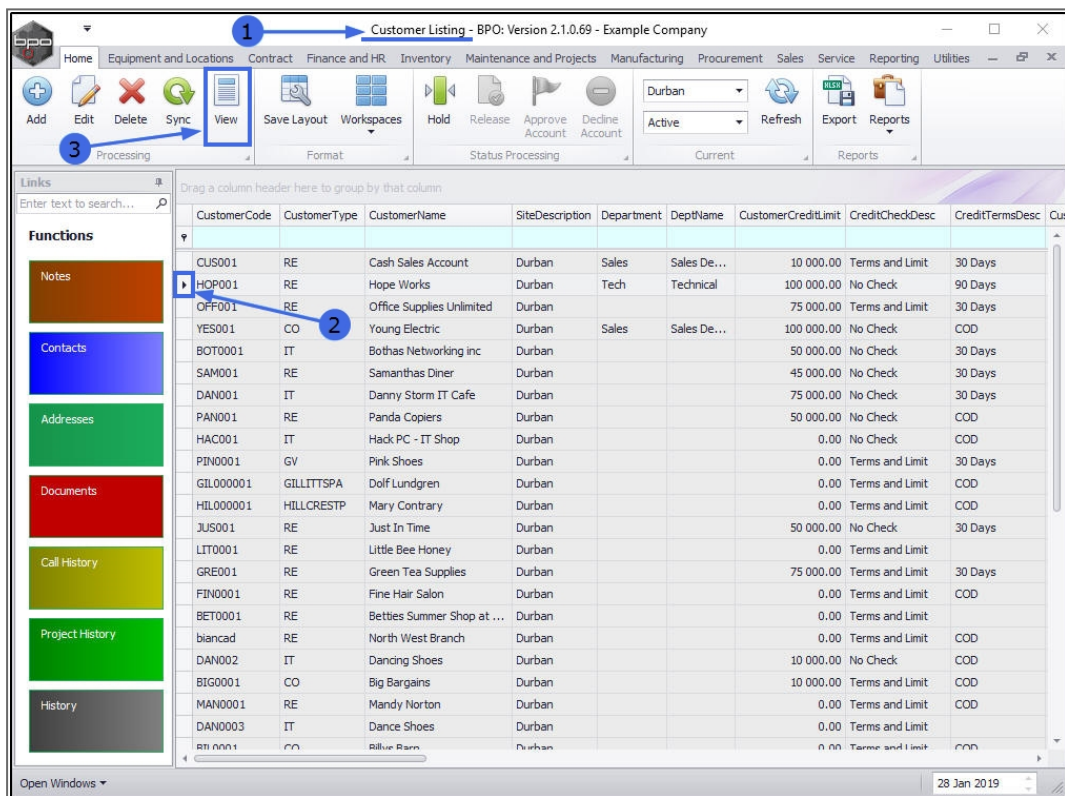 1
Customer Listing - BPO: Version 2.1.0.69 - Example Company
bpo
Home Equipment and Locations Contract Finance and HR Inventory Maintenance and Projects Manufacturing Procurement Sales Service Reporting Utilities
Add Edit Delete Sync View Save Layout Workspaces Hold Release Approve Account Decline Account Durban Active Refresh XLSX Export Reports
3
Processing Format Status Processing Current Reports
Links
Enter text to search...
Functions
Notes
Contacts
Addresses
Documents
Call History
Project History
History
Drag a column header here to group by that column
CustomerCode CustomerType CustomerName SiteDescription Department DeptName CustomerCreditLimit CreditCheckDesc CreditTermsDesc Cus
CUS001 RE Cash Sales Account Durban Sales Sales De... 10 000.00 Terms and Limit 30 Days
HOP001 RE Hope Works Durban Tech Technical 100 000.00 No Check 90 Days
OFF001 RE Office Supplies Unlimited Durban 75 000.00 Terms and Limit 30 Days
2
YES001 CO Young Electric Durban Sales Sales De... 100 000.00 No Check COD
BOT0001 IT Bothas Networking inc Durban 50 000.00 No Check 30 Days
SAM001 RE Samanthas Diner Durban 45 000.00 No Check 30 Days
DAN001 IT Danny Storm IT Cafe Durban 75 000.00 No Check 30 Days
PAN001 RE Panda Copiers Durban 50 000.00 No Check COD
HAC001 IT Hack PC - IT Shop Durban 0.00 No Check COD
PIN0001 GV Pink Shoes Durban 0.00 Terms and Limit 30 Days
GIL000001 GILLITTSPA Dolf Lundgren Durban 0.00 Terms and Limit COD
HIL000001 HILLCRESTP Mary Contrary Durban 0.00 Terms and Limit COD
JUS001 RE Just In Time Durban 50 000.00 No Check 30 Days
LIT0001 RE Little Bee Honey Durban 0.00 Terms and Limit
GRE001 RE Green Tea Supplies Durban 75 000.00 Terms and Limit 30 Days
FIN0001 RE Fine Hair Salon Durban 0.00 Terms and Limit COD
BET0001 RE Betties Summer Shop at ... Durban 0.00 Terms and Limit
biancad RE North West Branch Durban 0.00 Terms and Limit COD
DAN002 IT Dancing Shoes Durban 10 000.00 No Check COD
BIG0001 CO Big Bargains Durban 10 000.00 Terms and Limit COD
MAN0001 RE Mandy Norton Durban 0.00 Terms and Limit COD
DAN0003 IT Dance Shoes Durban 0.00 Terms and Limit
BIL0001 CO Billys Barn Durban 0.00 Terms and Limit COD
Open Windows 28 Jan 2019